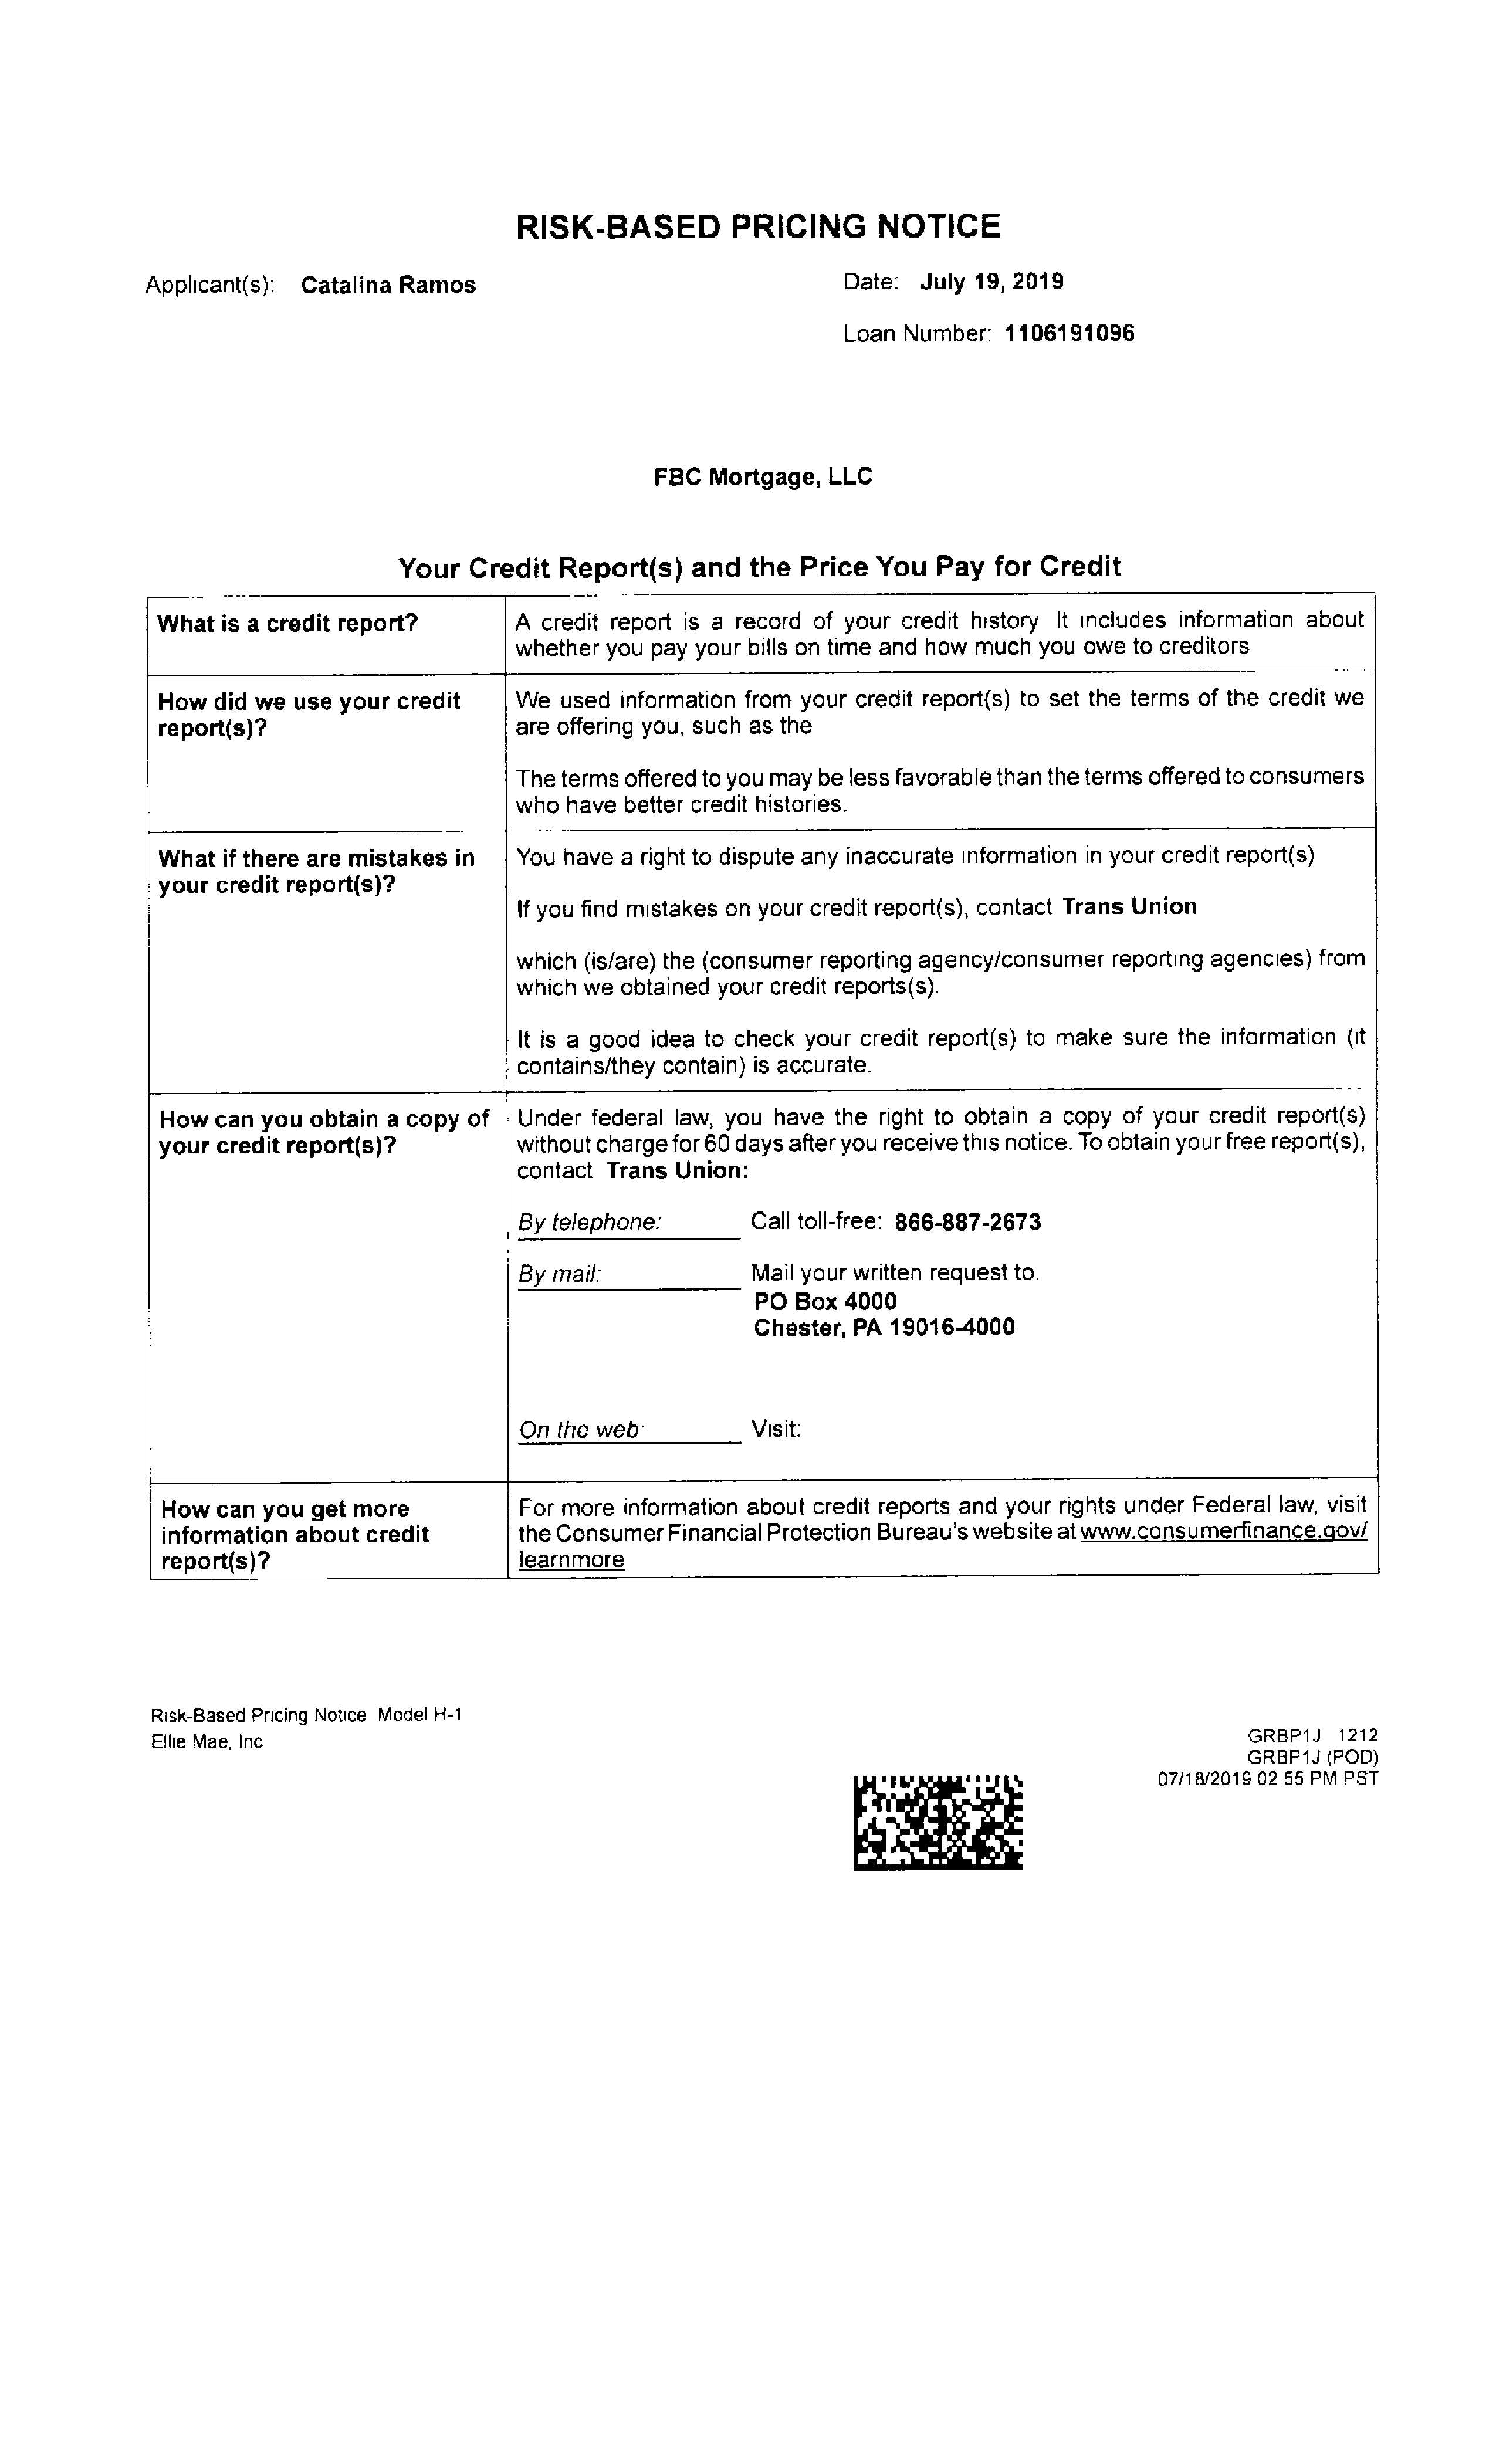 RISK-BASED PRICING NOTICE
Applicant(s): Catalina Ramos
Date: July 19, 2019
Loan Number: 1106191096
FBC Mortgage, LLC
Your Credit Report(s) and the Price You Pay for Credit
What is a credit report?
A credit report is a record of your credit history It includes information about
whether you pay your bills on time and how much you owe to creditors
How did we use your credit
report(s)?
We used information from your credit report(s) to set the terms of the credit we
are offering you, such as the
The terms offered to you may be less favorable than the terms offered to consumers
who have better credit histories.
What if there are mistakes in
your credit report(s)?
You have a right to dispute any inaccurate information in your credit report(s)
If you find mistakes on your credit report(s), contact Trans Union
which (is/are) the (consumer reporting agency/consumer reporting agencies) from
which we obtained your credit reports(s).
It is a good idea to check your credit report(s) to make sure the information (it
contains/they contain) is accurate.
How can you obtain a copy of
your credit report(s)?
Under federal law, you have the right to obtain a copy of your credit report(s)
without charge for 60 days after you receive this notice. To obtain your free report(s),
contact Trans Union:
By telephone: Call toll-free: 866-887-2673
By mail: Mail your written request to.
PO Box 4000
Chester, PA 19016-4000
On the web: Visit:
How can you get more
information about credit
report(s)?
For more information about credit reports and your rights under Federal law, visit
the Consumer Financial Protection Bureau's website at www.consumerfinance.gov/
learnmore
Risk-Based Pricing Notice Model H-1
Ellie Mae, Inc
GRBP1J 1212
GRBP1J (POD)
07/18/2019 02 55 PM PST